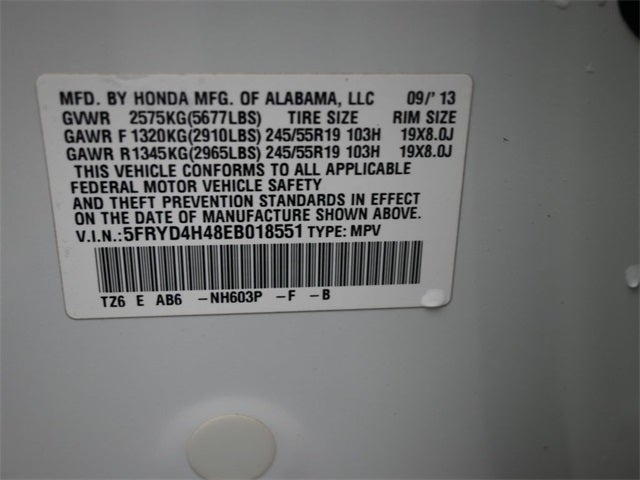 MFD. BY HONDA MFG. OF ALABAMA, LLC 09/' 13
GVWR 2575KG(5677LBS) TIRE SIZE RIM SIZE
GAWR F 1320KG(2910LBS) 245/55R19 103H 19X8.0J
GAWR R1345KG(2965LBS) 245/55R19 103H 19X8.0J
THIS VEHICLE CONFORMS TO ALL APPLICABLE
FEDERAL MOTOR VEHICLE SAFETY
AND THEFT PREVENTION STANDARDS IN EFFECT
ON THE DATE OF MANUFACTURE SHOWN ABOVE.
V.I.N.:5FRYD4H48EB018551 TYPE: MPV
TZ6 E AB6 -NH603P -F -B